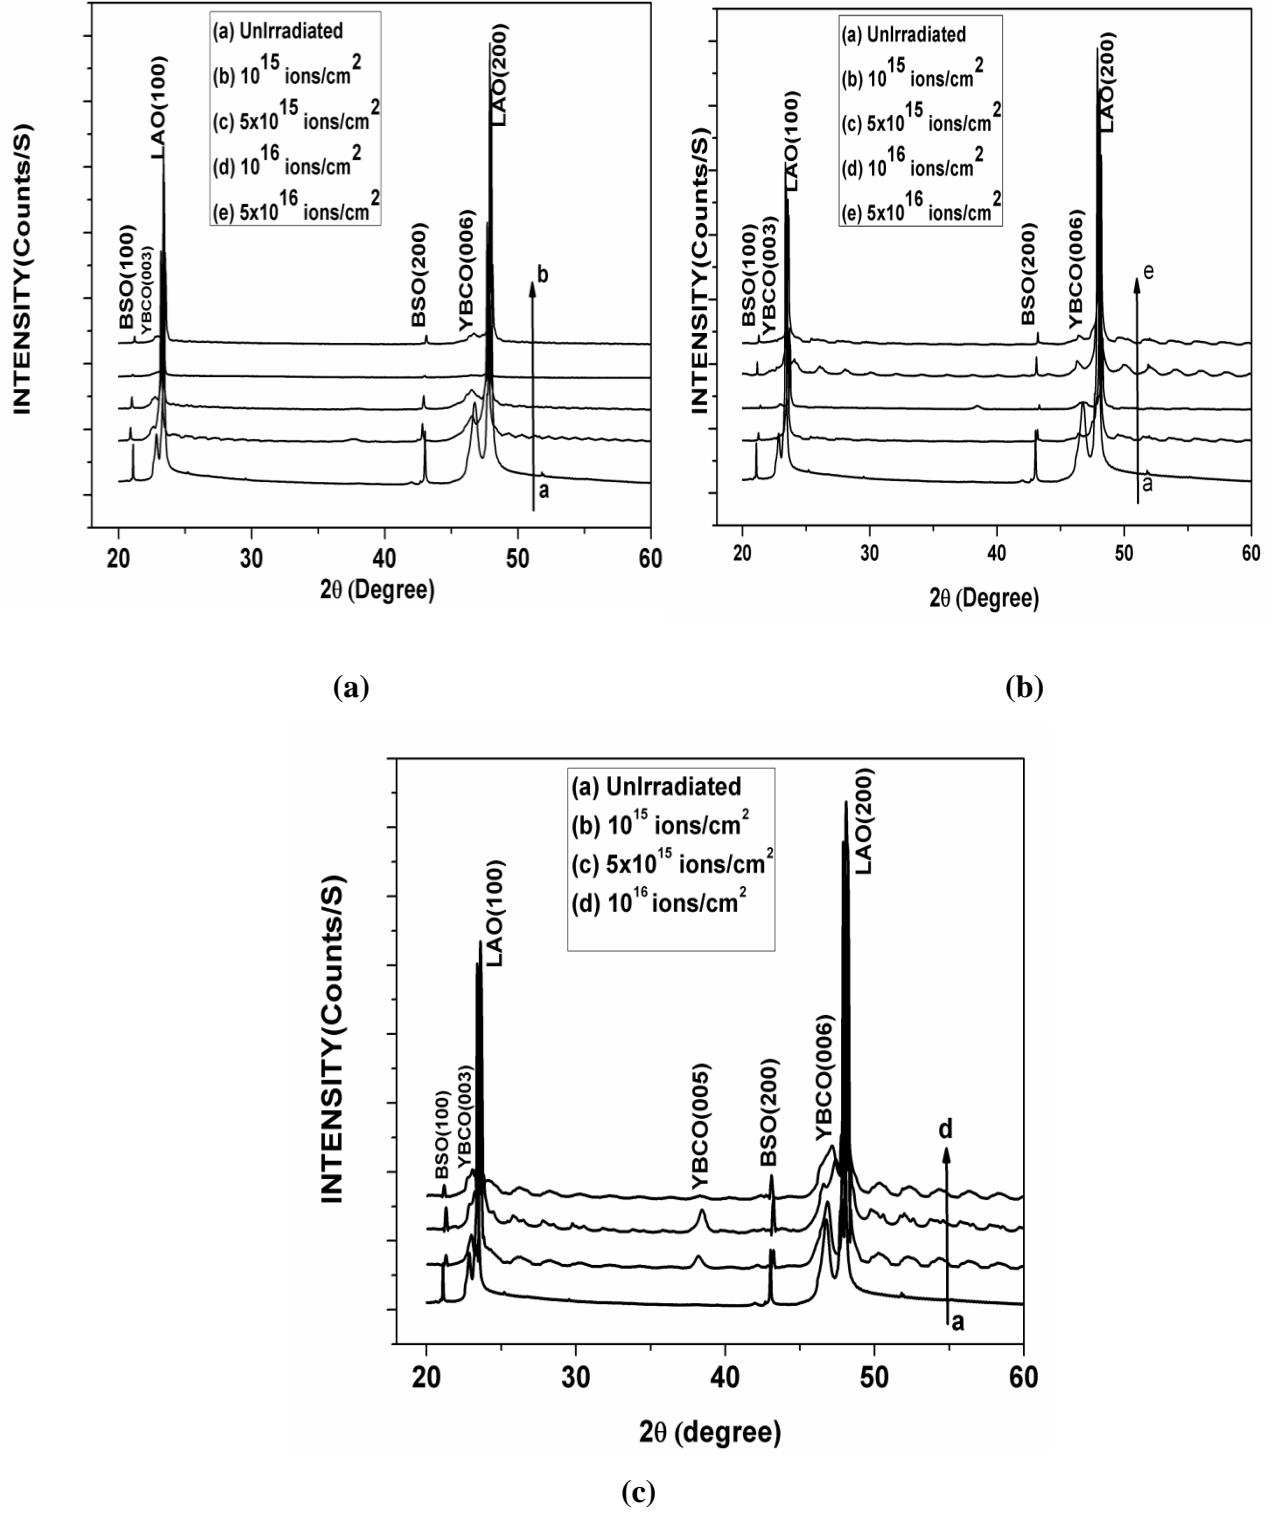 (a) UnIrradiated
(b) 10^15 ions/cm^2
(c) 5x10^15 ions/cm^2
(d) 10^16 ions/cm^2
(e) 5x10^16 ions/cm^2
LAO(100)
LAO(200)
BSO(100)
YBCO(003)
BSO(200)
YBCO(006)
b
a
INTENSITY(Counts/S)
20 30 40 50 60
2θ (Degree)
(a)
(a) UnIrradiated
(b) 10^15 ions/cm^2
(c) 5x10^15 ions/cm^2
(d) 10^16 ions/cm^2
(e) 5x10^16 ions/cm^2
LAO(100)
LAO(200)
BSO(100)
YBCO(003)
BSO(200)
YBCO(006)
e
a
INTENSITY(Counts/S)
20 30 40 50 60
2θ (Degree)
(b)
(a) UnIrradiated
(b) 10^15 ions/cm^2
(c) 5x10^15 ions/cm^2
(d) 10^16 ions/cm^2
LAO(100)
LAO(200)
BSO(100)
YBCO(003)
YBCO(005)
BSO(200)
YBCO(006)
d
a
INTENSITY(Counts/S)
20 30 40 50 60
2θ (degree)
(c)